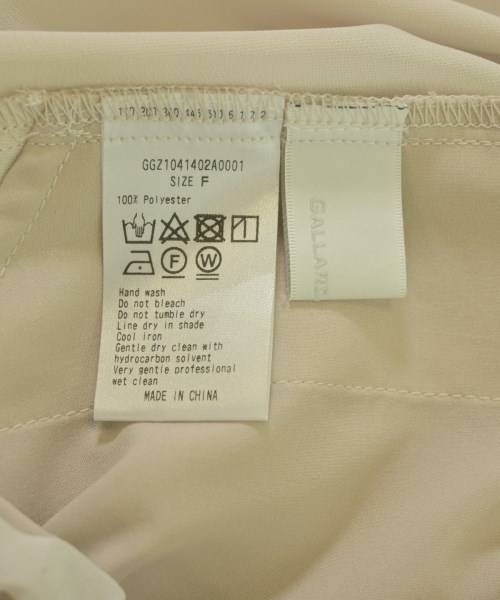 GGZ1041402A0001
SIZE F
100% Polyester
F
W
Hand wash
Do not bleach
Do not tumble dry
Line dry in shade
Cool iron
Gentle dry clean with
hydrocarbon solvent
Very gentle professional
wet clean
MADE IN CHINA